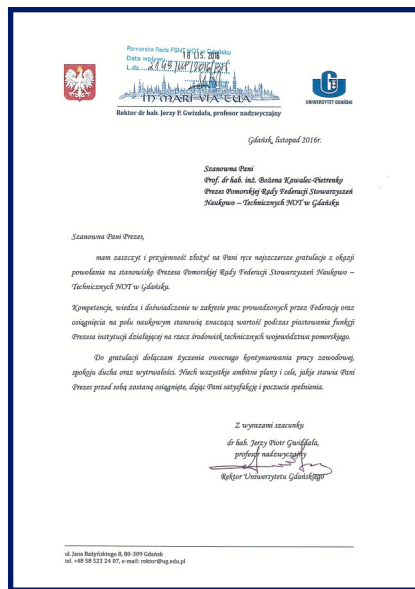 Pomorska Rada FSNT NOT w Gdańsku
Data wpływu 18 LIS. 2016
L.dz.
IN MARI VIA TUA
UNIWERSYTET GDAŃSKI
Rektor dr hab. Jerzy P. Gwizdała, profesor nadzwyczajny
Gdańsk, listopad 2016r.
Szanowna Pani
Prof. dr hab. inż. Bożena Kawalec-Pietrenko
Prezes Pomorskiej Rady Federacji Stowarzyszeń
Naukowo – Technicznych NOT w Gdańsku
Szanowna Pani Prezes,
mam zaszczyt i przyjemność złożyć na Pani ręce najszczersze gratulacje z okazji
powołania na stanowisko Prezesa Pomorskiej Rady Federacji Stowarzyszeń Naukowo –
Technicznych NOT w Gdańsku.
Kompetencje, wiedza i doświadczenie w zakresie prac prowadzonych przez Federację oraz
osiągnięcia na polu naukowym stanowią znaczącą wartość podczas piastowania funkcji
Prezesa instytucji działającej na rzecz środowisk technicznych województwa pomorskiego.
Do gratulacji dołączam życzenia owocnego kontynuowania pracy zawodowej,
spokoju ducha oraz wytrwałości. Niech wszystkie ambitne plany i cele, jakie stawia Pani
Prezes przed sobą zostaną osiągnięte, dając Pani satysfakcję i poczucie spełnienia.
Z wyrazami szacunku
dr hab. Jerzy Piotr Gwizdała,
profesor nadzwyczajny
Rektor Uniwersytetu Gdańskiego
ul. Jana Bażyńskiego 8, 80-309 Gdańsk
tel. +48 58 523 24 07, e-mail: rektor@ug.edu.pl